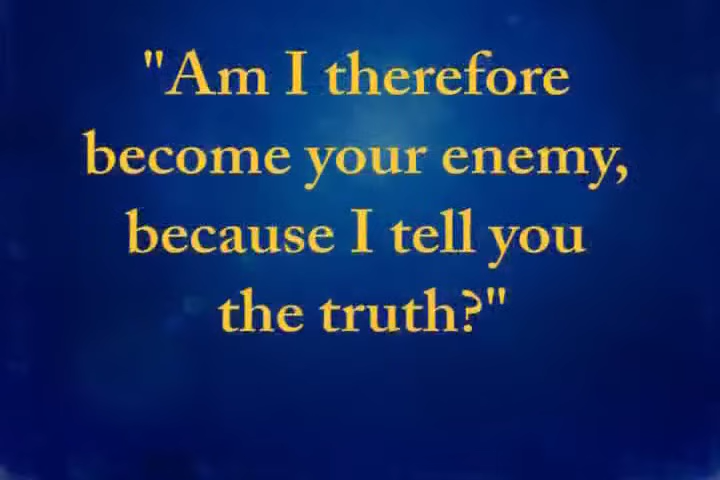 "Am I therefore
become your enemy,
because I tell you
the truth?"